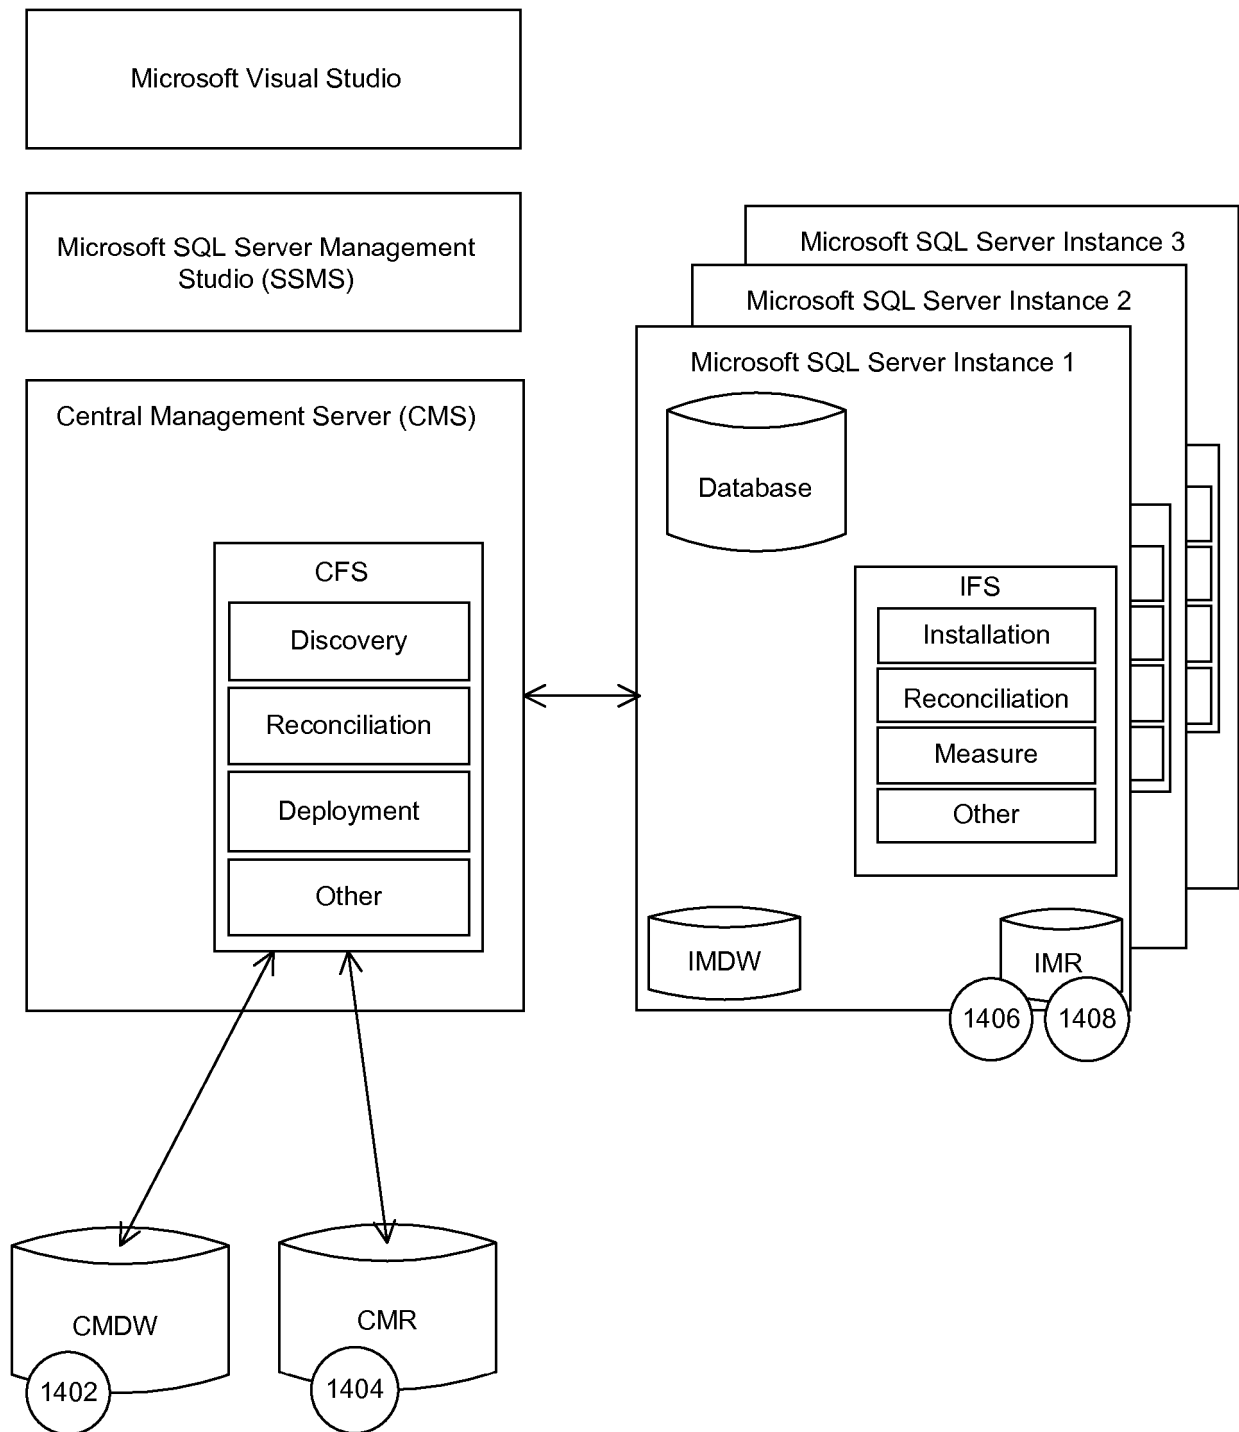 Microsoft Visual Studio
Microsoft SQL Server Management
Studio (SSMS)
Central Management Server (CMS)
CFS
Discovery
Reconciliation
Deployment
Other
Microsoft SQL Server Instance 3
Microsoft SQL Server Instance 2
Microsoft SQL Server Instance 1
Database
IFS
Installation
Reconciliation
Measure
Other
IMDW
IMR
1406
1408
CMDW
1402
CMR
1404